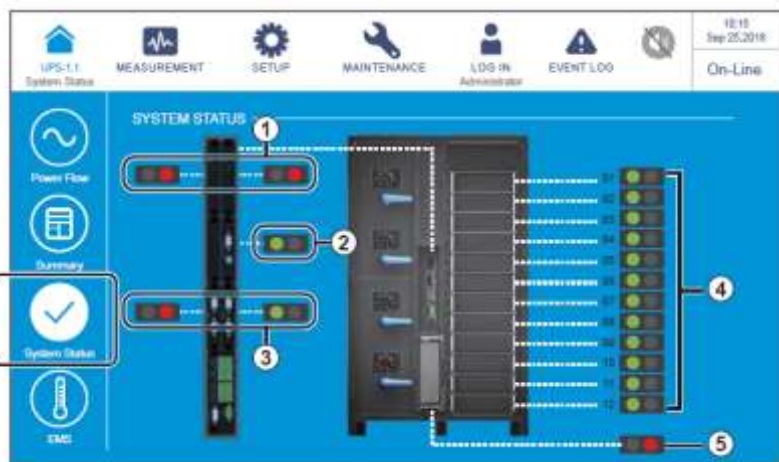 18:15
Sep 25,2018
UPS-1.1
System Status
MEASUREMENT
SETUP
MAINTENANCE
LOG IN
Administrator
EVENT LOG
On-Line
SYSTEM STATUS
1
Power Flow
2
Summary
3
System Status
EMS
01
02
03
04
05
06
07
08
09
10
11
12
4
5